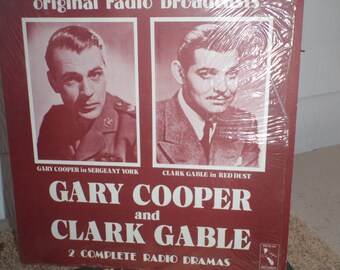 original radio broadcasts
GARY COOPER in SERGEANT YORK
CLARK GABLE in RED DUST
GARY COOPER
and
CLARK GABLE
2 COMPLETE RADIO DRAMAS